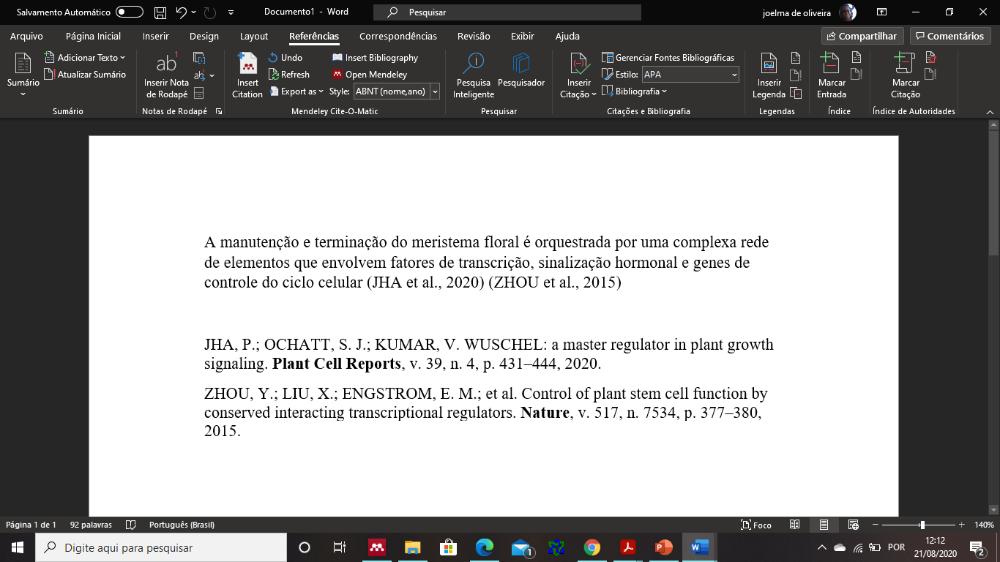 Salvamento Automático
Documento1 - Word
Pesquisar
joelma de oliveira
Arquivo Página Inicial Inserir Design Layout Referências Correspondências Revisão Exibir Ajuda Compartilhar Comentários
Sumário
Adicionar Texto
Atualizar Sumário
Sumário
ab1
Inserir Nota de Rodapé
ab
Notas de Rodapé
Insert Citation
Undo
Refresh
Export as
Insert Bibliography
Open Mendeley
Style: ABNT (nome,ano)
Mendeley Cite-O-Matic
Pesquisa Inteligente
Pesquisador
Pesquisar
Inserir Citação
Gerenciar Fontes Bibliográficas
Estilo: APA
Bibliografia
Citações e Bibliografia
Inserir Legenda
Legendas
Marcar Entrada
Índice
Marcar Citação
Índice de Autoridades
A manutenção e terminação do meristema floral é orquestrada por uma complexa rede
de elementos que envolvem fatores de transcrição, sinalização hormonal e genes de
controle do ciclo celular (JHA et al., 2020) (ZHOU et al., 2015)
JHA, P.; OCHATT, S. J.; KUMAR, V. WUSCHEL: a master regulator in plant growth
signaling. Plant Cell Reports, v. 39, n. 4, p. 431–444, 2020.
ZHOU, Y.; LIU, X.; ENGSTROM, E. M.; et al. Control of plant stem cell function by
conserved interacting transcriptional regulators. Nature, v. 517, n. 7534, p. 377–380,
2015.
Página 1 de 1 92 palavras Português (Brasil) Foco 140%
Digite aqui para pesquisar
1
POR
12:12
21/08/2020
2